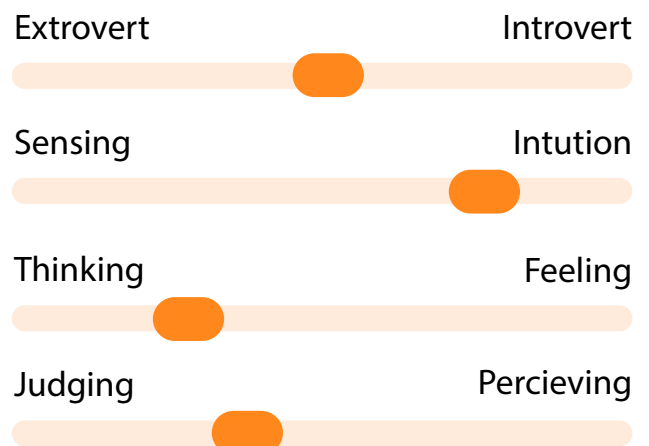 Extrovert Introvert
Sensing Intution
Thinking Feeling
Judging Percieving